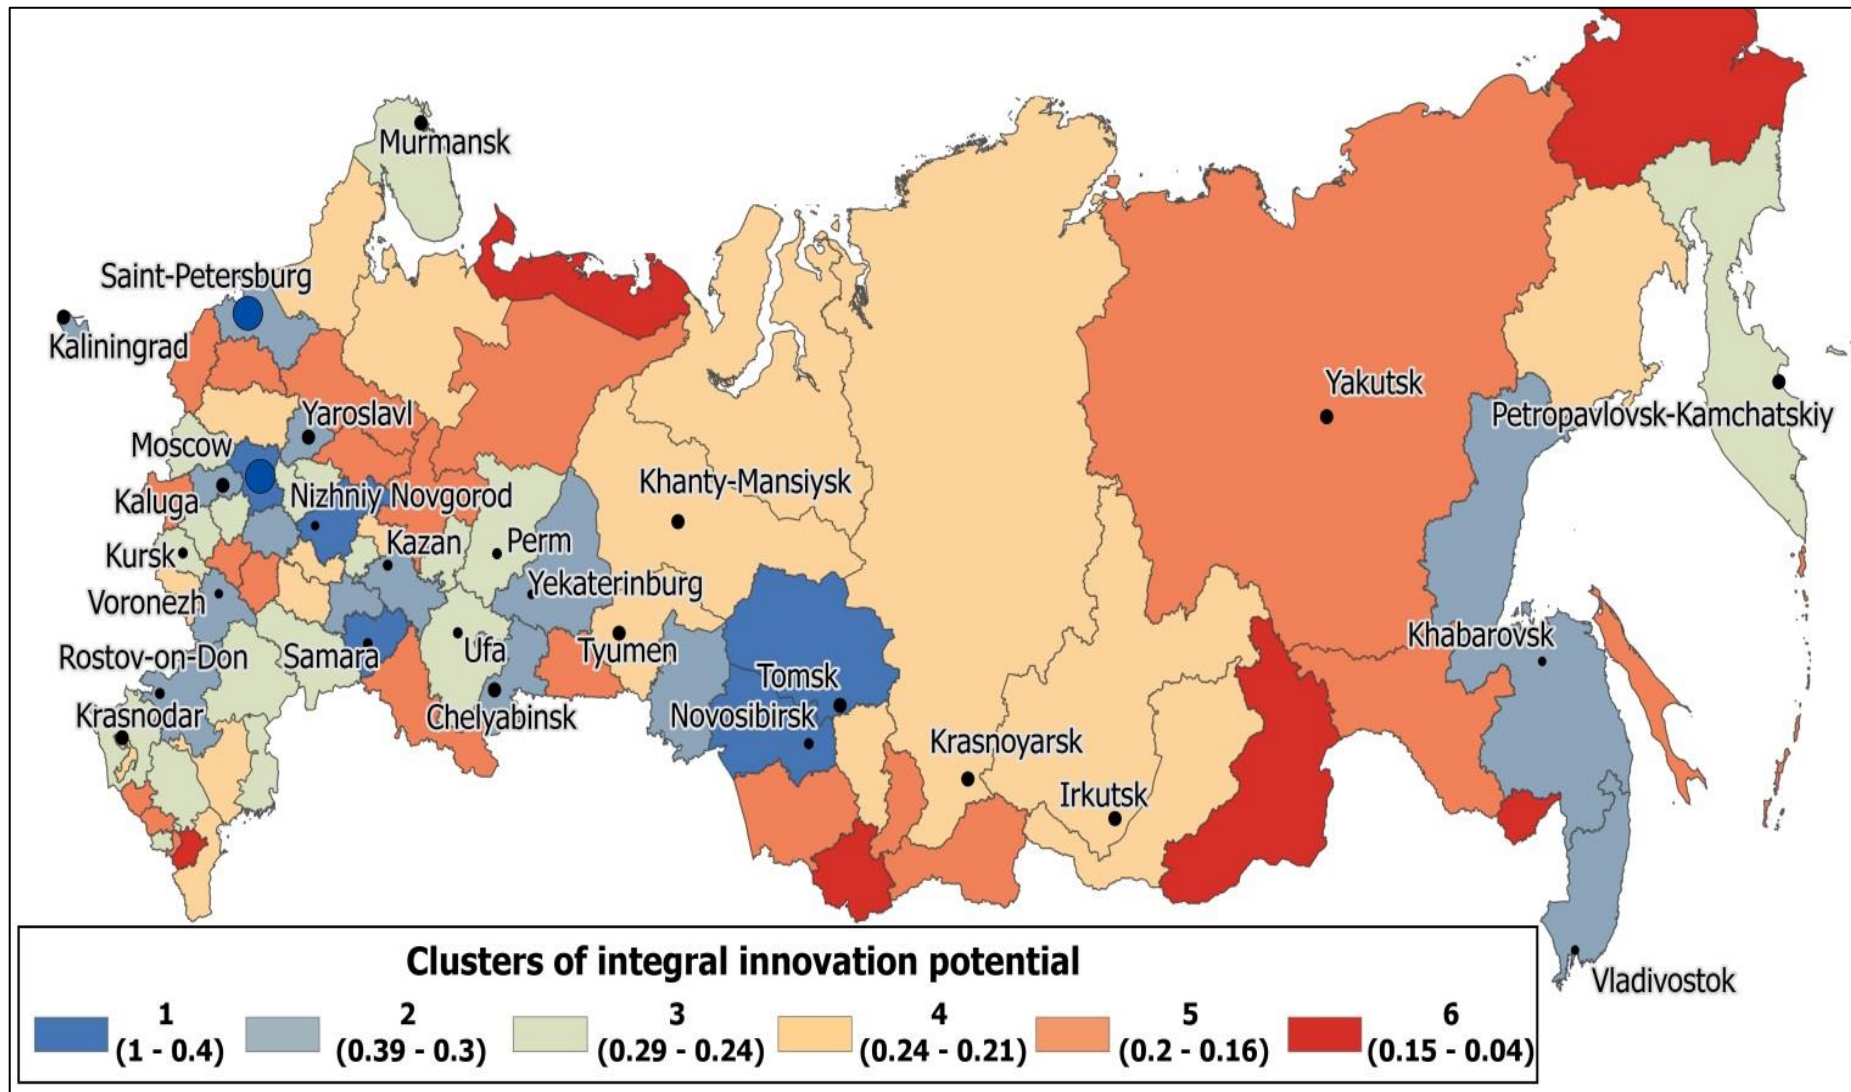 Murmansk
Saint-Petersburg
Kaliningrad
Yakutsk
Yaroslavl
Petropavlovsk-Kamchatskiy
Moscow
Khanty-Mansiysk
Kaluga
Nizhniy Novgorod
Kursk
Kazan
Perm
Yekaterinburg
Voronezh
Khabarovsk
Rostov-on-Don
Samara
Ufa
Tyumen
Tomsk
Krasnodar
Chelyabinsk
Novosibirsk
Krasnoyarsk
Irkutsk
Vladivostok
Clusters of integral innovation potential
1
(1 - 0.4)
2
(0.39 - 0.3)
3
(0.29 - 0.24)
4
(0.24 - 0.21)
5
(0.2 - 0.16)
6
(0.15 - 0.04)